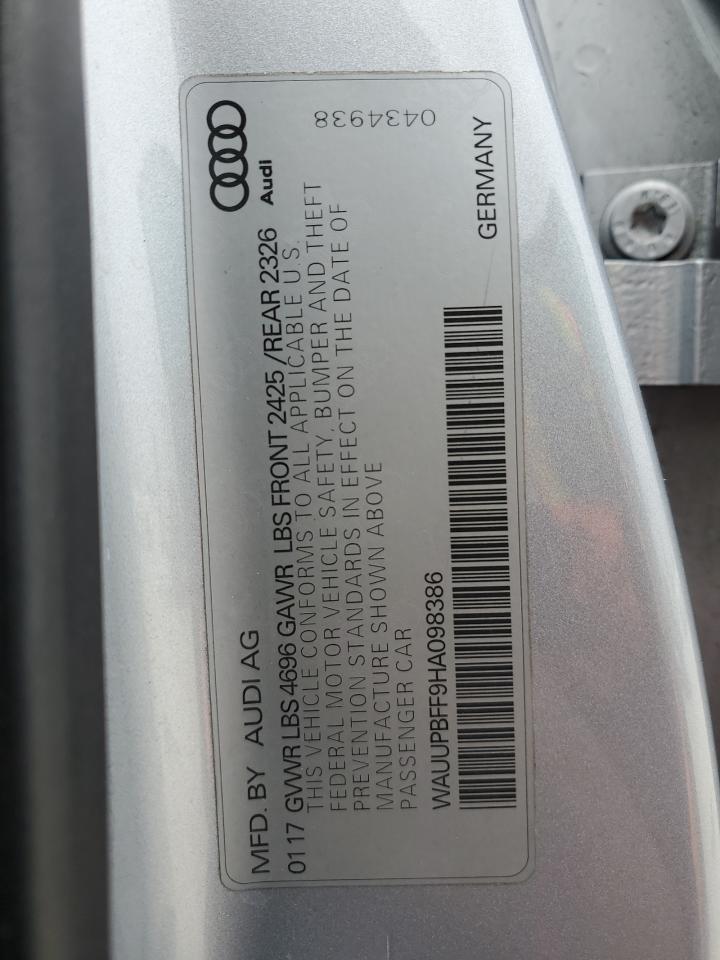 MFD. BY AUDI AG
Audi
0117 GVWR LBS 4696 GAWR LBS FRONT 2425 /REAR 2326
THIS VEHICLE CONFORMS TO ALL APPLICABLE U.S.
FEDERAL MOTOR VEHICLE SAFETY, BUMPER AND THEFT
PREVENTION STANDARDS IN EFFECT ON THE DATE OF
MANUFACTURE SHOWN ABOVE
PASSENGER CAR
0434938
WAUUPBFF9HA098386
GERMANY